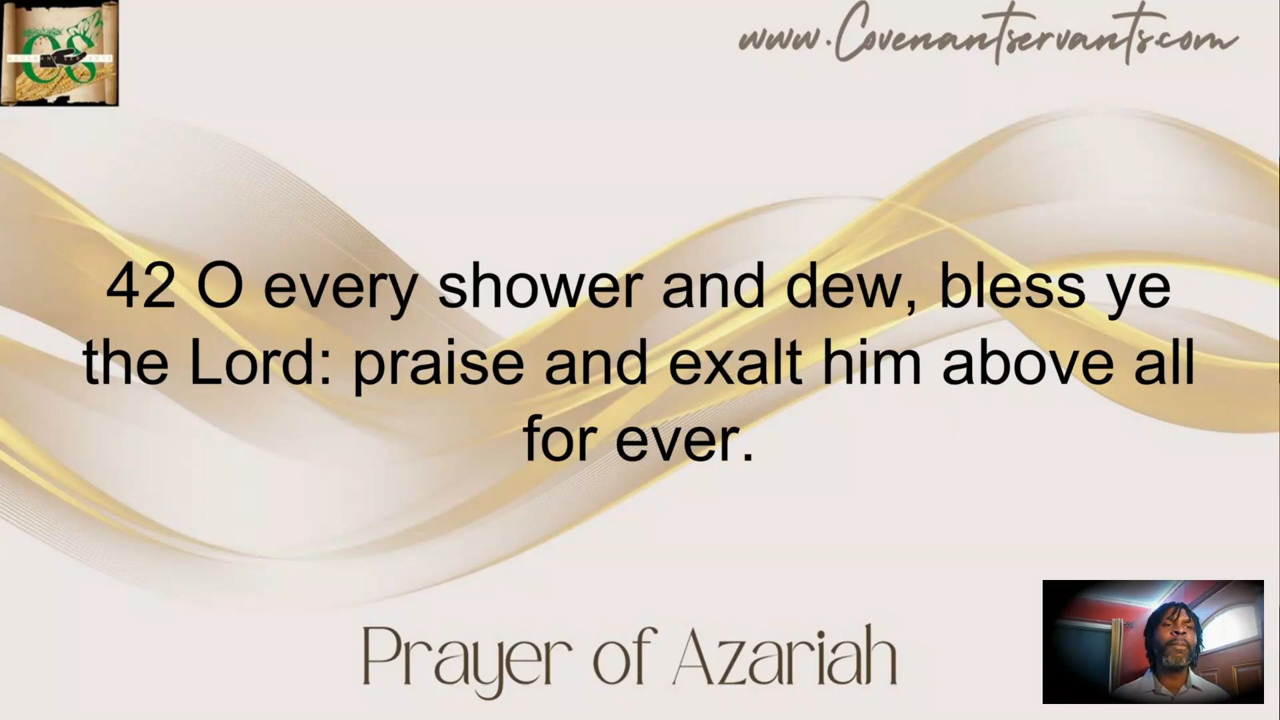 www.Covenantservants.com
CS
42 O every shower and dew, bless ye
the Lord: praise and exalt him above all
for ever.
Prayer of Azariah